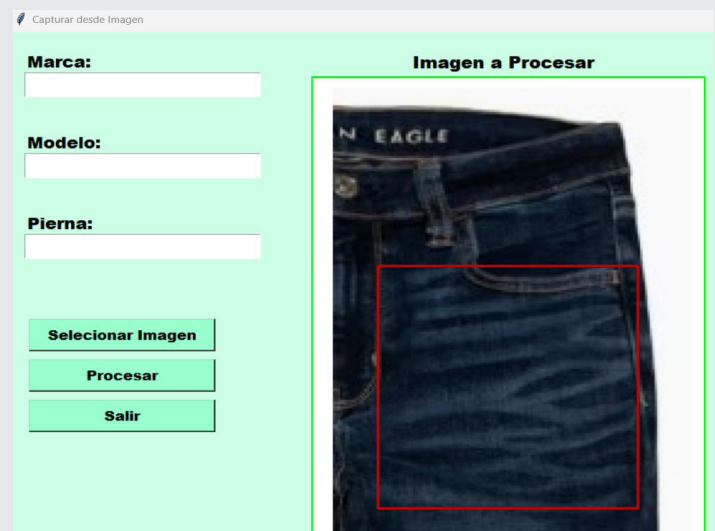 Capturar desde Imagen
Marca:
Imagen a Procesar
N EAGLE
Modelo:
Pierna:
Selecionar Imagen
Procesar
Salir